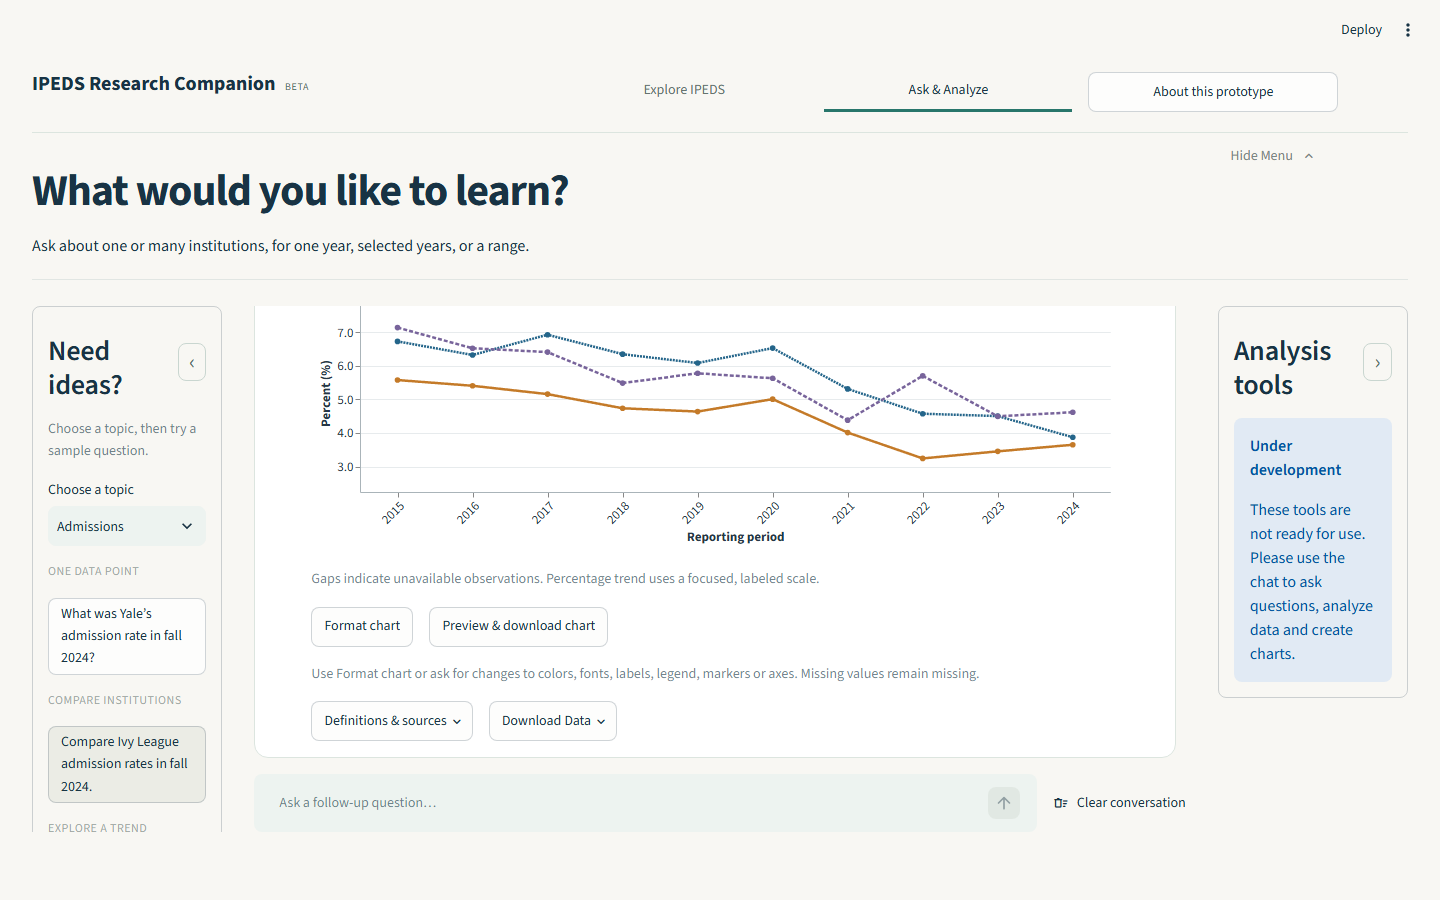 Deploy
IPEDS Research Companion BETA
Explore IPEDS
Ask & Analyze
About this prototype
Hide Menu
What would you like to learn?
Ask about one or many institutions, for one year, selected years, or a range.
Need
ideas?
Choose a topic, then try a
sample question.
Choose a topic
Admissions
ONE DATA POINT
What was Yale’s
admission rate in fall
2024?
COMPARE INSTITUTIONS
Compare Ivy League
admission rates in fall
2024.
EXPLORE A TREND
Percent (%)
7.0
6.0
5.0
4.0
3.0
2015
2016
2017
2018
2019
2020
2021
2022
2023
2024
Reporting period
Gaps indicate unavailable observations. Percentage trend uses a focused, labeled scale.
Format chart
Preview & download chart
Use Format chart or ask for changes to colors, fonts, labels, legend, markers or axes. Missing values remain missing.
Definitions & sources
Download Data
Ask a follow-up question…
Clear conversation
Analysis
tools
Under
development
These tools are
not ready for use.
Please use the
chat to ask
questions, analyze
data and create
charts.